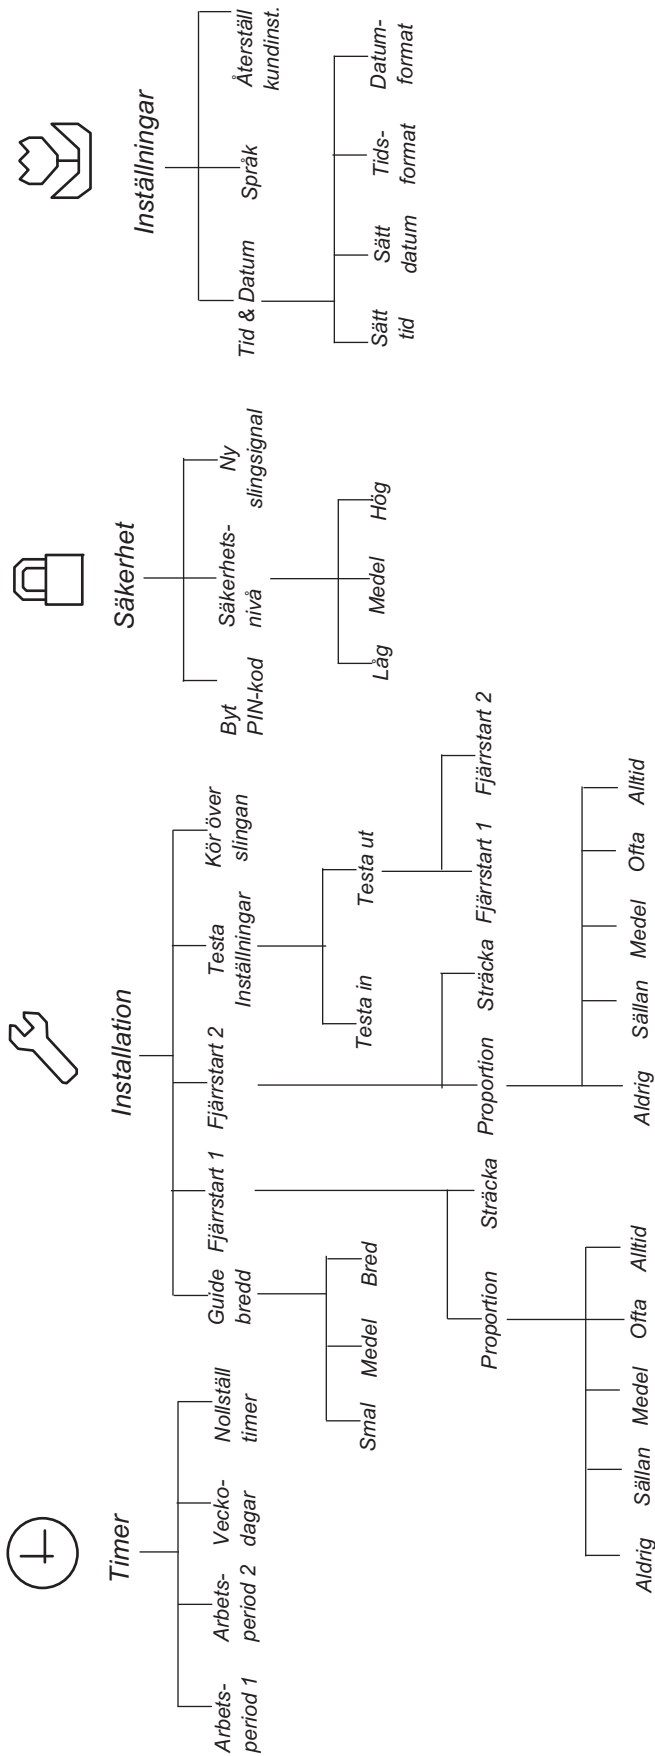 Timer
Arbets-
period 1
Arbets-
period 2
Vecko-
dagar
Nollställ
timer
Installation
Guide
bredd
Fjärrstart 1
Fjärrstart 2
Testa
Inställningar
Kör över
slingan
Smal
Medel
Bred
Testa in
Testa ut
Proportion
Sträcka
Proportion
Sträcka
Fjärrstart 1
Fjärrstart 2
Aldrig
Sällan
Medel
Ofta
Alltid
Aldrig
Sällan
Medel
Ofta
Alltid
Säkerhet
Byt
PIN-kod
Säkerhets-
nivå
Ny
slingsignal
Låg
Medel
Hög
Inställningar
Tid & Datum
Språk
Återställ
kundinst.
Sätt
tid
Sätt
datum
Tids-
format
Datum-
format